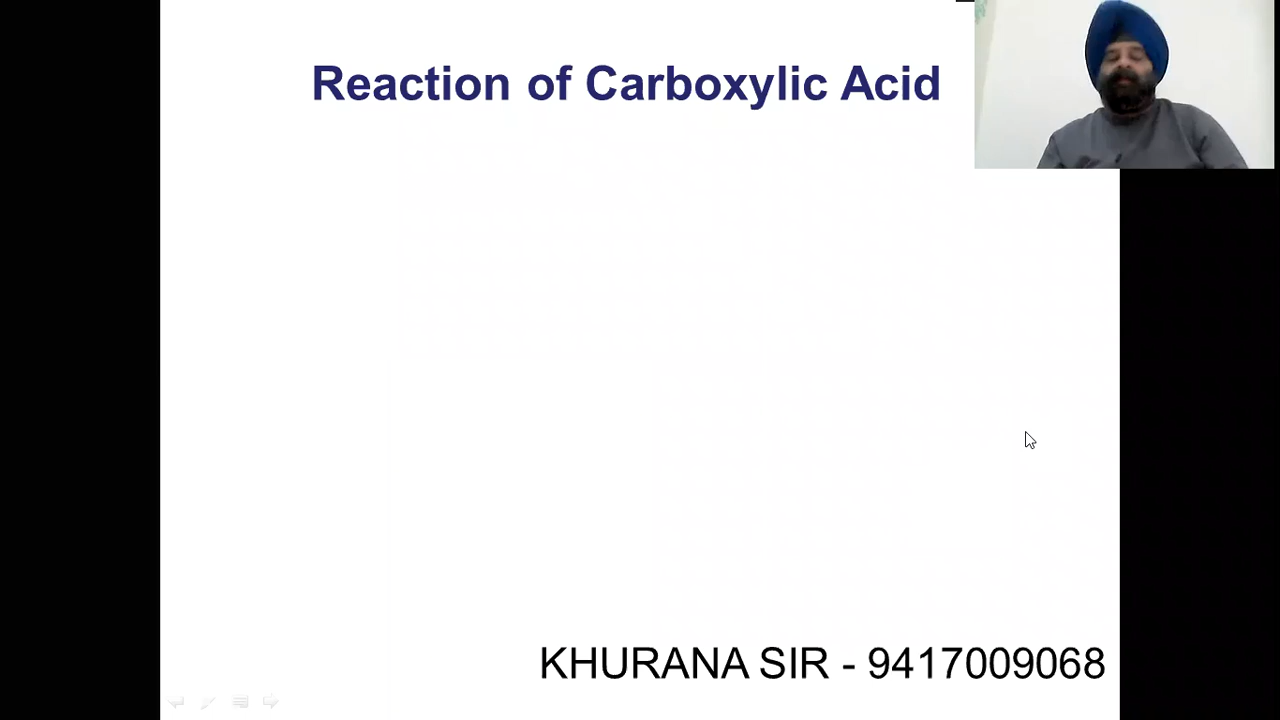 Reaction of Carboxylic Acid
KHURANA SIR - 9417009068